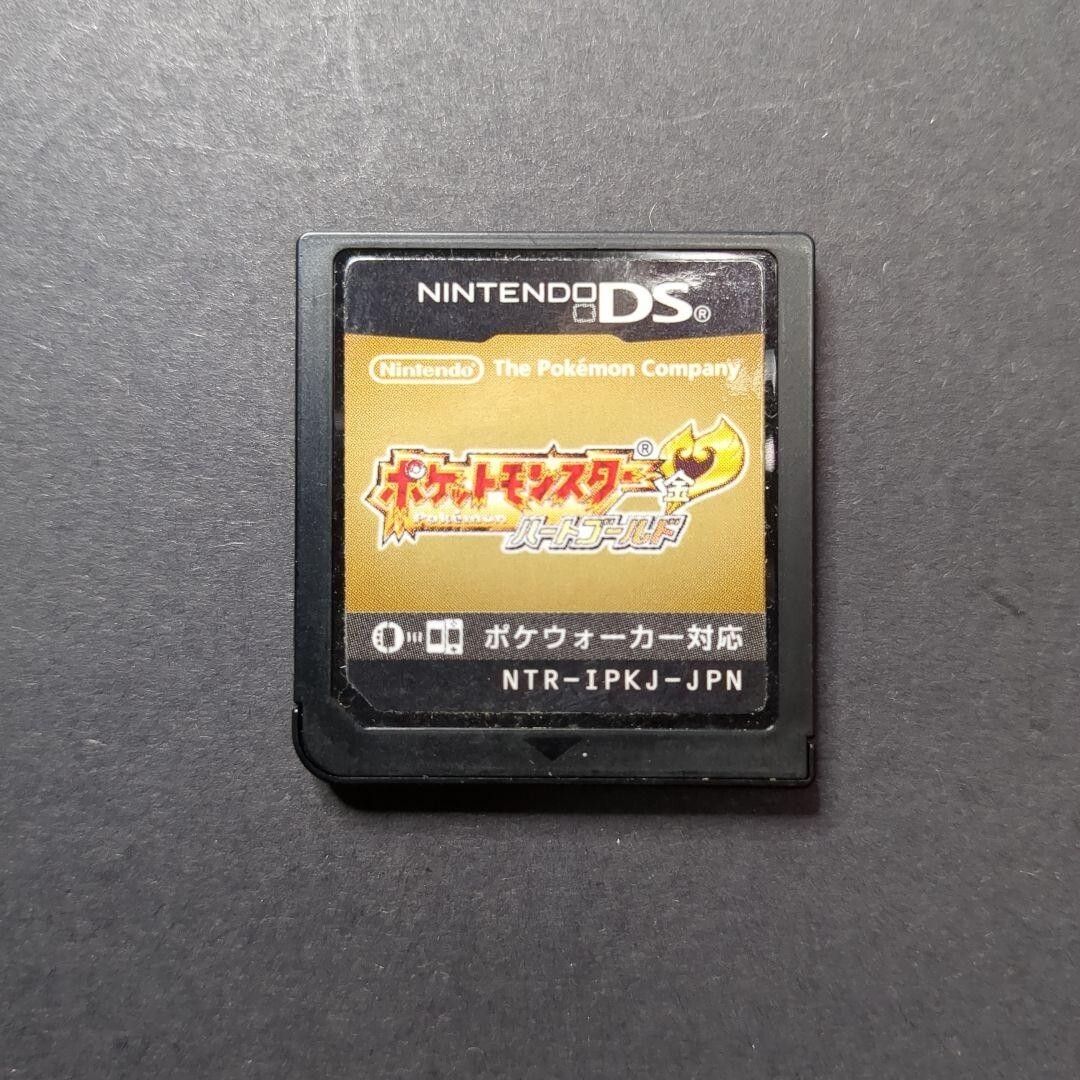 NINTENDO DS®
Nintendo® The Pokémon Company
ポケットモンスター®
Pokémon
金
ハートゴールド
ポケウォーカー対応
NTR-IPKJ-JPN